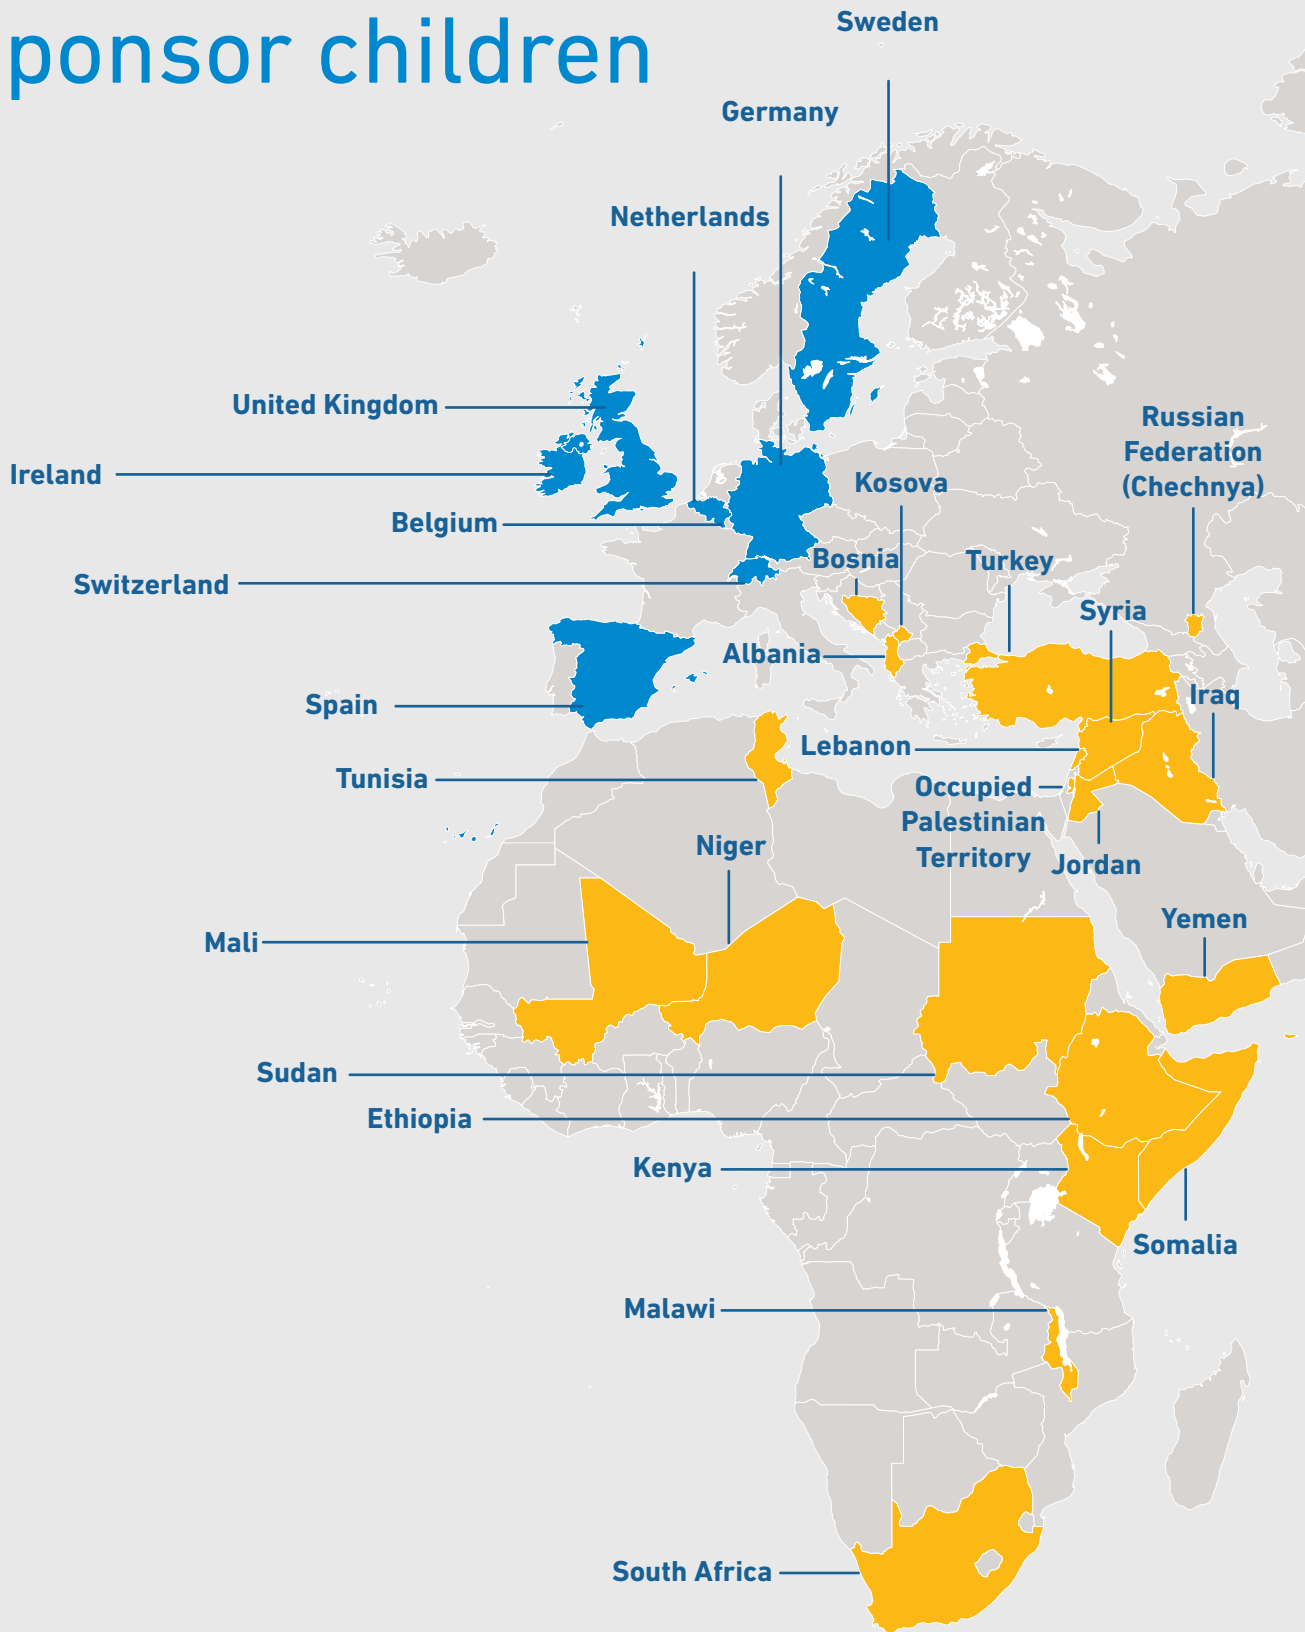 ponsor children
Sweden
Germany
Netherlands
United Kingdom
Russian
Federation
(Chechnya)
Ireland
Kosova
Belgium
Bosnia
Turkey
Switzerland
Syria
Albania
Iraq
Spain
Lebanon
Tunisia
Occupied
Palestinian
Territory
Niger
Jordan
Yemen
Mali
Sudan
Ethiopia
Kenya
Somalia
Malawi
South Africa